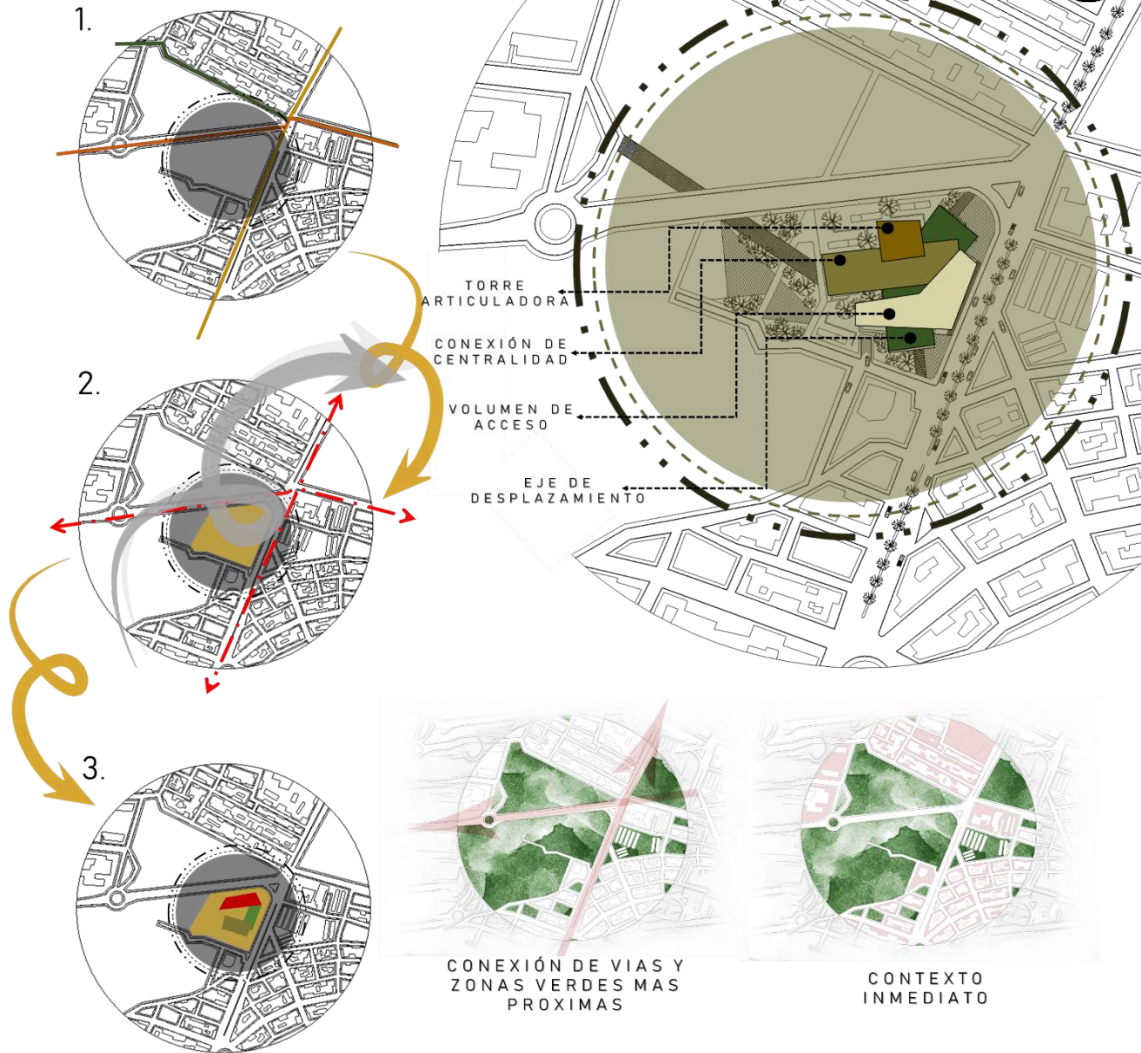 1.
TORRE
ARTICULADORA
CONEXIÓN DE
CENTRALIDAD
VOLUMEN DE
ACCESO
EJE DE
DESPLAZAMIENTO
2.
3.
CONEXIÓN DE VIAS Y
ZONAS VERDES MAS
PROXIMAS
CONTEXTO
INMEDIATO